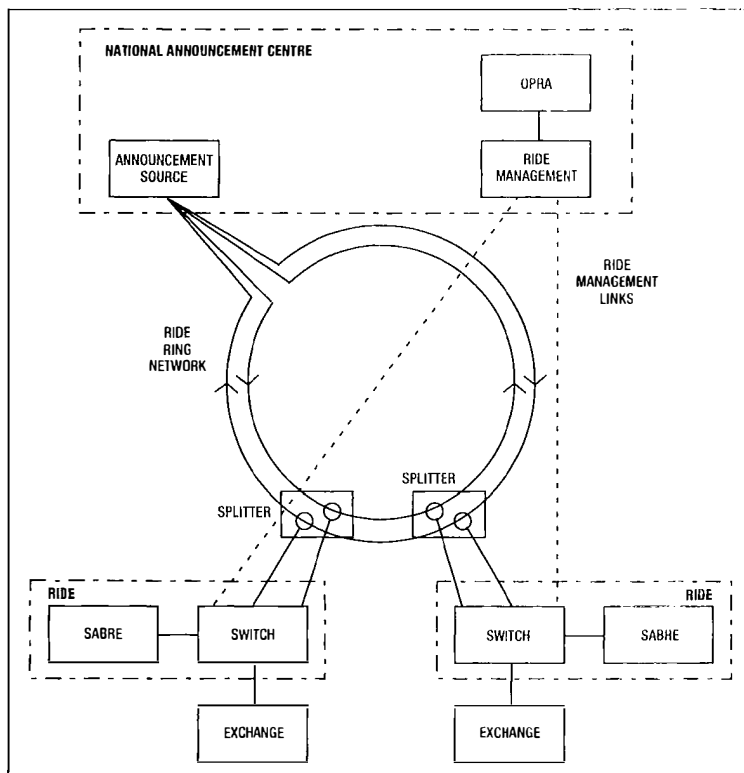 NATIONAL ANNOUNCEMENT CENTRE
OPRA
ANNOUNCEMENT
SOURCE
RIDE
MANAGEMENT
RIDE
MANAGEMENT
LINKS
RIDE
RING
NETWORK
SPLITTER
SPLITTER
RIDE
SABRE
SWITCH
EXCHANGE
RIDE
SWITCH
SABHE
EXCHANGE